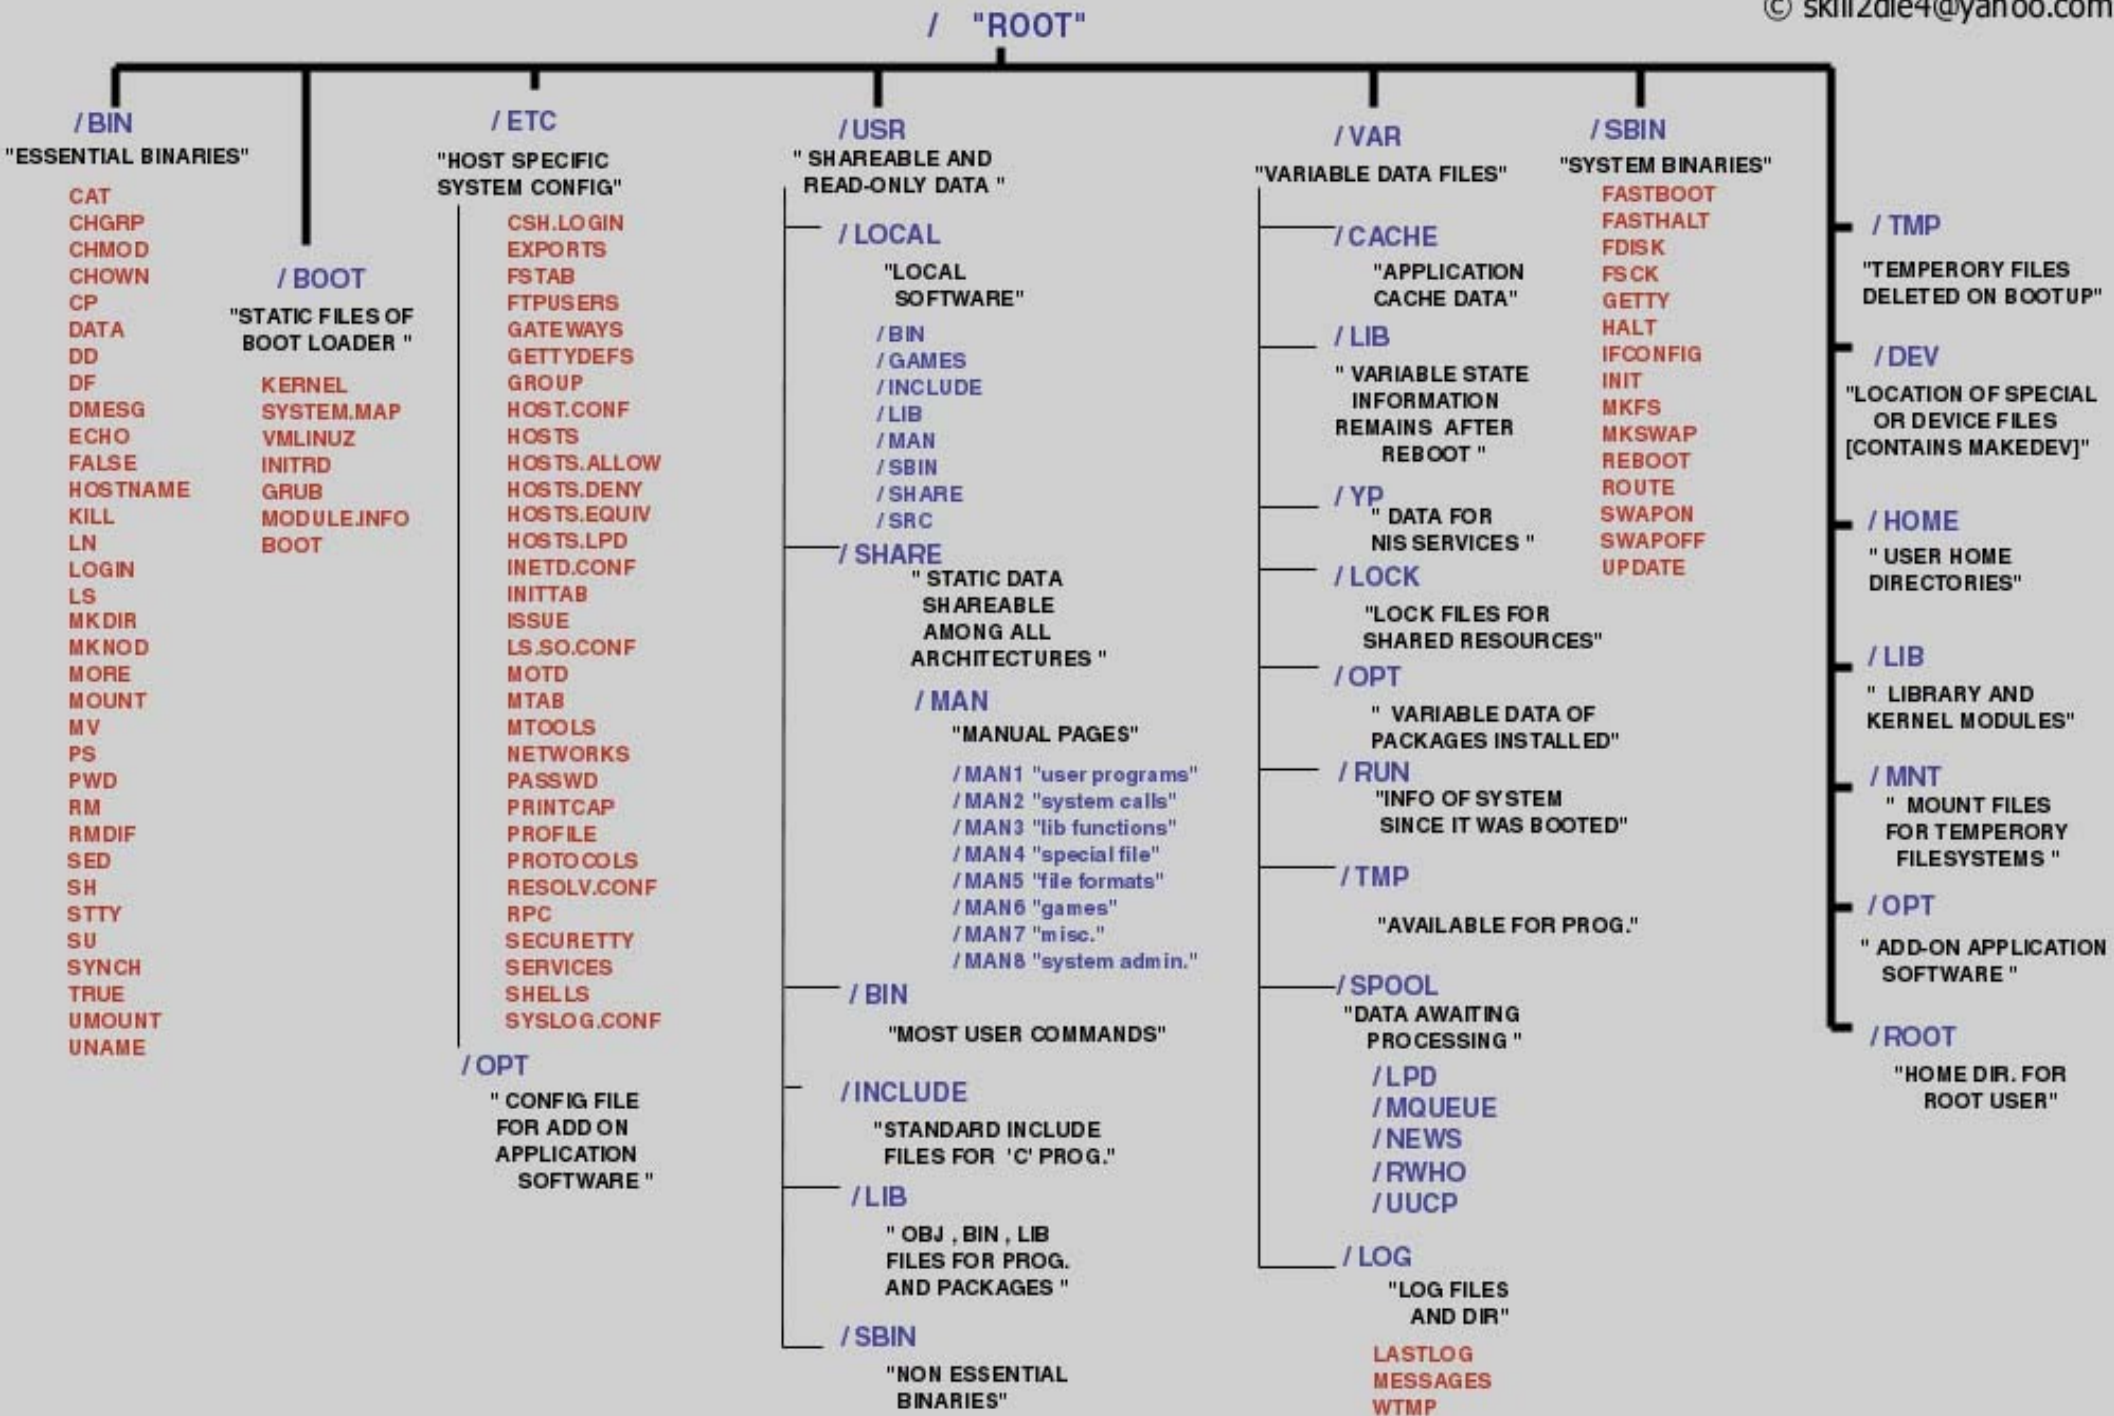 © skill2die4@yahoo.com
/ "ROOT"
/BIN
"ESSENTIAL BINARIES"
CAT
CHGRP
CHMOD
CHOWN
CP
DATA
DD
DF
DMESG
ECHO
FALSE
HOSTNAME
KILL
LN
LOGIN
LS
MKDIR
MKNOD
MORE
MOUNT
MV
PS
PWD
RM
RMDIF
SED
SH
STTY
SU
SYNCH
TRUE
UMOUNT
UNAME
/BOOT
"STATIC FILES OF
BOOT LOADER "
KERNEL
SYSTEM.MAP
VMLINUZ
INITRD
GRUB
MODULE.INFO
BOOT
/ETC
"HOST SPECIFIC
SYSTEM CONFIG"
CSH.LOGIN
EXPORTS
FSTAB
FTPUSERS
GATEWAYS
GETTYDEFS
GROUP
HOST.CONF
HOSTS
HOSTS.ALLOW
HOSTS.DENY
HOSTS.EQUIV
HOSTS.LPD
INETD.CONF
INITTAB
ISSUE
LS.SO.CONF
MOTD
MTAB
MTOOLS
NETWORKS
PASSWD
PRINTCAP
PROFILE
PROTOCOLS
RESOLV.CONF
RPC
SECURETTY
SERVICES
SHELLS
SYSLOG.CONF
/OPT
" CONFIG FILE
FOR ADD ON
APPLICATION
SOFTWARE "
/USR
" SHAREABLE AND
READ-ONLY DATA "
/LOCAL
"LOCAL
SOFTWARE"
/BIN
/GAMES
/INCLUDE
/LIB
/MAN
/SBIN
/SHARE
/SRC
/SHARE
" STATIC DATA
SHAREABLE
AMONG ALL
ARCHITECTURES "
/MAN
"MANUAL PAGES"
/MAN1 "user programs"
/MAN2 "system calls"
/MAN3 "lib functions"
/MAN4 "special file"
/MAN5 "file formats"
/MAN6 "games"
/MAN7 "misc."
/MAN8 "system admin."
/BIN
"MOST USER COMMANDS"
/INCLUDE
"STANDARD INCLUDE
FILES FOR 'C' PROG."
/LIB
" OBJ , BIN , LIB
FILES FOR PROG.
AND PACKAGES "
/SBIN
"NON ESSENTIAL
BINARIES"
/VAR
"VARIABLE DATA FILES"
/CACHE
"APPLICATION
CACHE DATA"
/LIB
" VARIABLE STATE
INFORMATION
REMAINS AFTER
REBOOT "
/YP
" DATA FOR
NIS SERVICES "
/LOCK
"LOCK FILES FOR
SHARED RESOURCES"
/OPT
" VARIABLE DATA OF
PACKAGES INSTALLED"
/RUN
"INFO OF SYSTEM
SINCE IT WAS BOOTED"
/TMP
"AVAILABLE FOR PROG."
/SPOOL
"DATA AWAITING
PROCESSING "
/LPD
/MQUEUE
/NEWS
/RWHO
/UUCP
/LOG
"LOG FILES
AND DIR"
LASTLOG
MESSAGES
WTMP
/SBIN
"SYSTEM BINARIES"
FASTBOOT
FASTHALT
FDISK
FSCK
GETTY
HALT
IFCONFIG
INIT
MKFS
MKSWAP
REBOOT
ROUTE
SWAPON
SWAPOFF
UPDATE
/TMP
"TEMPERORY FILES
DELETED ON BOOTUP"
/DEV
"LOCATION OF SPECIAL
OR DEVICE FILES
[CONTAINS MAKEDEV]"
/HOME
" USER HOME
DIRECTORIES"
/LIB
" LIBRARY AND
KERNEL MODULES"
/MNT
" MOUNT FILES
FOR TEMPERORY
FILESYSTEMS "
/OPT
" ADD-ON APPLICATION
SOFTWARE "
/ROOT
"HOME DIR. FOR
ROOT USER"